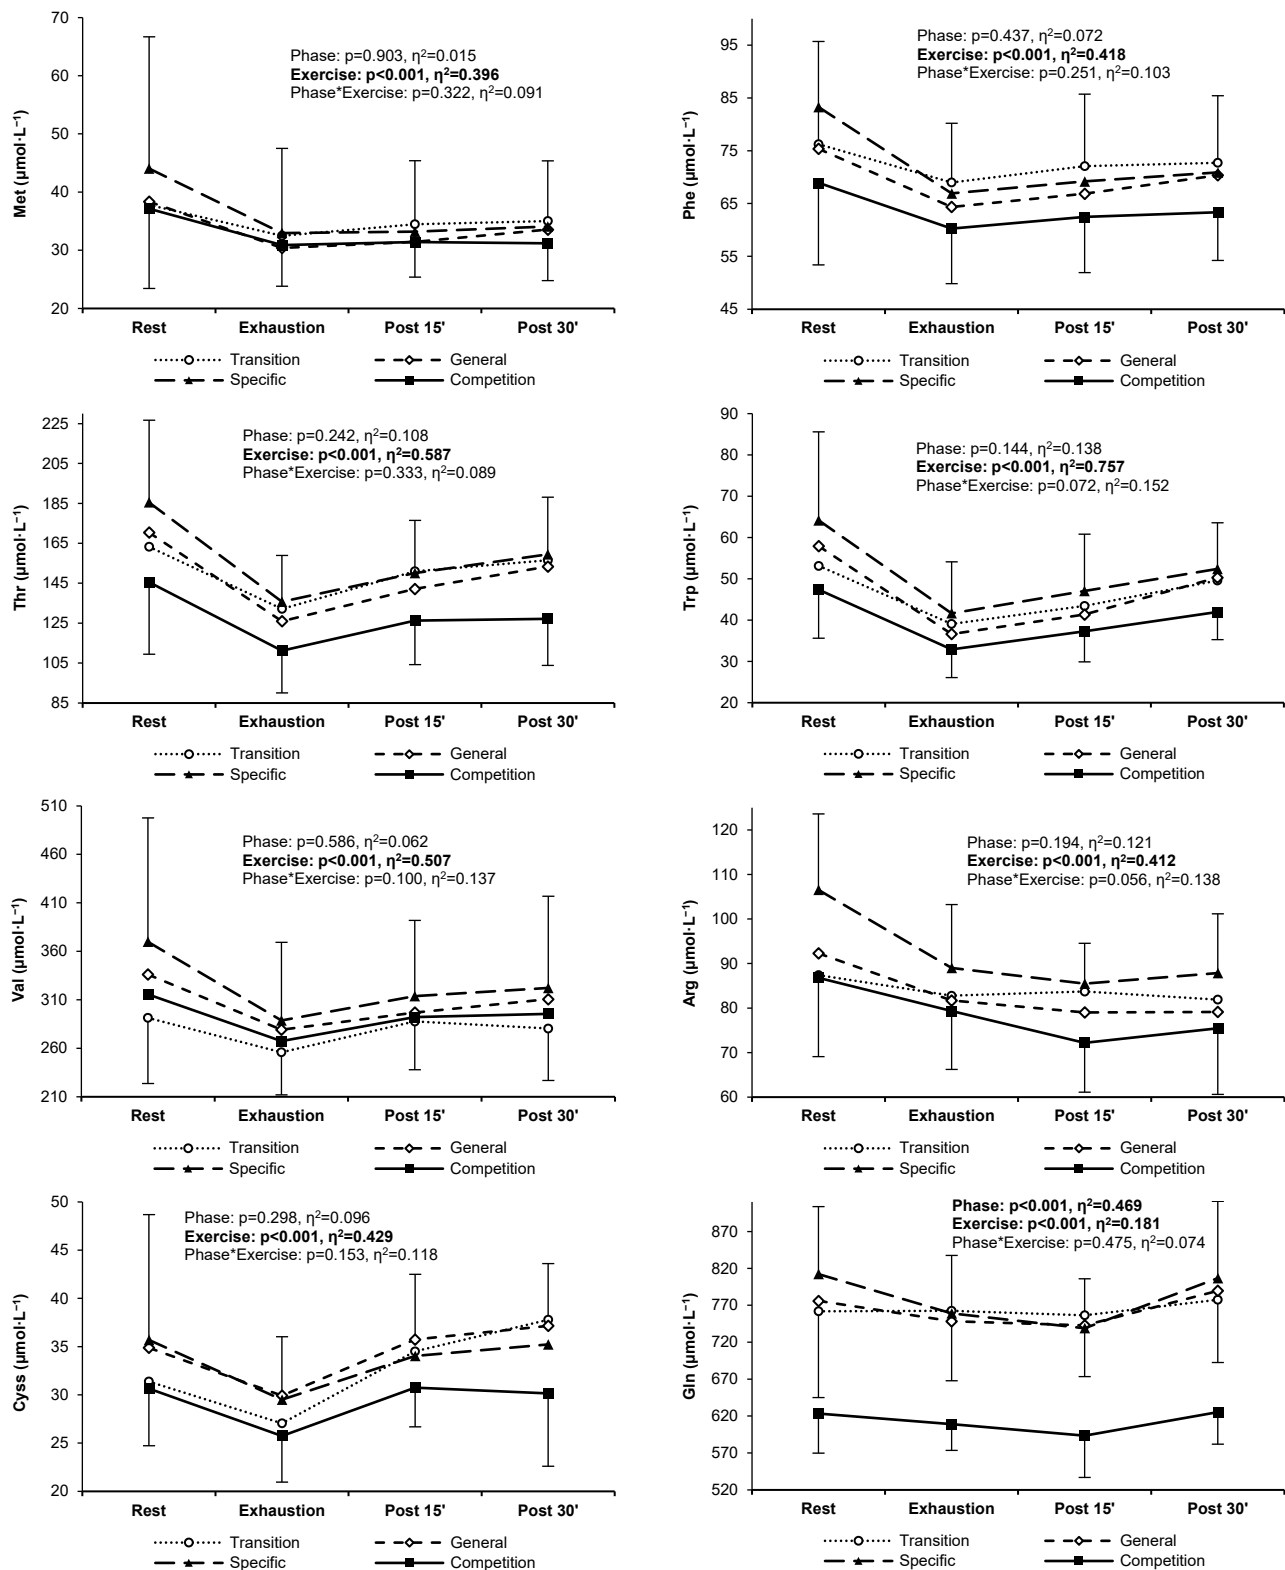 70
60
50
40
30
20
Met (µmol·L⁻¹)
Phase: p=0.903, η²=0.015
Exercise: p<0.001, η²=0.396
Phase*Exercise: p=0.322, η²=0.091
Rest Exhaustion Post 15' Post 30'
Transition General
Specific Competition
95
85
75
65
55
45
Phe (µmol·L⁻¹)
Phase: p=0.437, η²=0.072
Exercise: p<0.001, η²=0.418
Phase*Exercise: p=0.251, η²=0.103
Rest Exhaustion Post 15' Post 30'
Transition General
Specific Competition
225
205
185
165
145
125
105
85
Thr (µmol·L⁻¹)
Phase: p=0.242, η²=0.108
Exercise: p<0.001, η²=0.587
Phase*Exercise: p=0.333, η²=0.089
Rest Exhaustion Post 15' Post 30'
Transition General
Specific Competition
90
80
70
60
50
40
30
20
Trp (µmol·L⁻¹)
Phase: p=0.144, η²=0.138
Exercise: p<0.001, η²=0.757
Phase*Exercise: p=0.072, η²=0.152
Rest Exhaustion Post 15' Post 30'
Transition General
Specific Competition
510
460
410
360
310
260
210
Val (µmol·L⁻¹)
Phase: p=0.586, η²=0.062
Exercise: p<0.001, η²=0.507
Phase*Exercise: p=0.100, η²=0.137
Rest Exhaustion Post 15' Post 30'
Transition General
Specific Competition
120
110
100
90
80
70
60
Arg (µmol·L⁻¹)
Phase: p=0.194, η²=0.121
Exercise: p<0.001, η²=0.412
Phase*Exercise: p=0.056, η²=0.138
Rest Exhaustion Post 15' Post 30'
Transition General
Specific Competition
50
45
40
35
30
25
20
Cyss (µmol·L⁻¹)
Phase: p=0.298, η²=0.096
Exercise: p<0.001, η²=0.429
Phase*Exercise: p=0.153, η²=0.118
Rest Exhaustion Post 15' Post 30'
Transition General
Specific Competition
870
820
770
720
670
620
570
520
Gln (µmol·L⁻¹)
Phase: p<0.001, η²=0.469
Exercise: p<0.001, η²=0.181
Phase*Exercise: p=0.475, η²=0.074
Rest Exhaustion Post 15' Post 30'
Transition General
Specific Competition